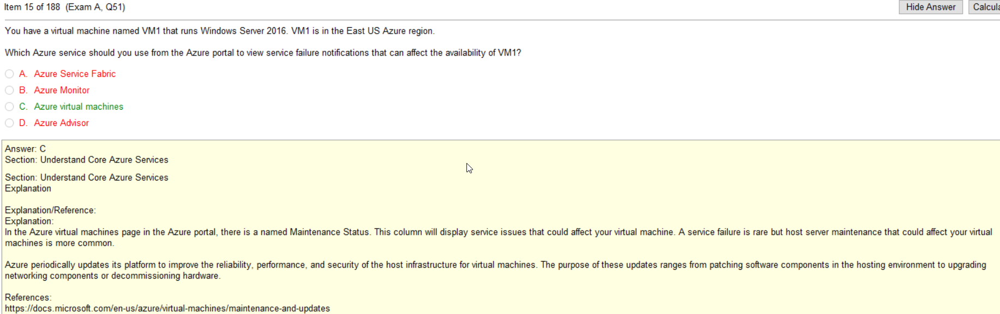 Item 15 of 188 (Exam A, Q51)
Hide Answer
You have a virtual machine named VM1 that runs Windows Server 2016. VM1 is in the East US Azure region.
Which Azure service should you use from the Azure portal to view service failure notifications that can affect the availability of VM1?
A. Azure Service Fabric
B. Azure Monitor
C. Azure virtual machines
D. Azure Advisor
Answer: C
Section: Understand Core Azure Services
Section: Understand Core Azure Services
Explanation
Explanation/Reference:
Explanation:
In the Azure virtual machines page in the Azure portal, there is a named Maintenance Status. This column will display service issues that could affect your virtual machine. A service failure is rare but host server maintenance that could affect your virtual
machines is more common.
Azure periodically updates its platform to improve the reliability, performance, and security of the host infrastructure for virtual machines. The purpose of these updates ranges from patching software components in the hosting environment to upgrading
networking components or decommissioning hardware.
References:
https://docs.microsoft.com/en-us/azure/virtual-machines/maintenance-and-updates